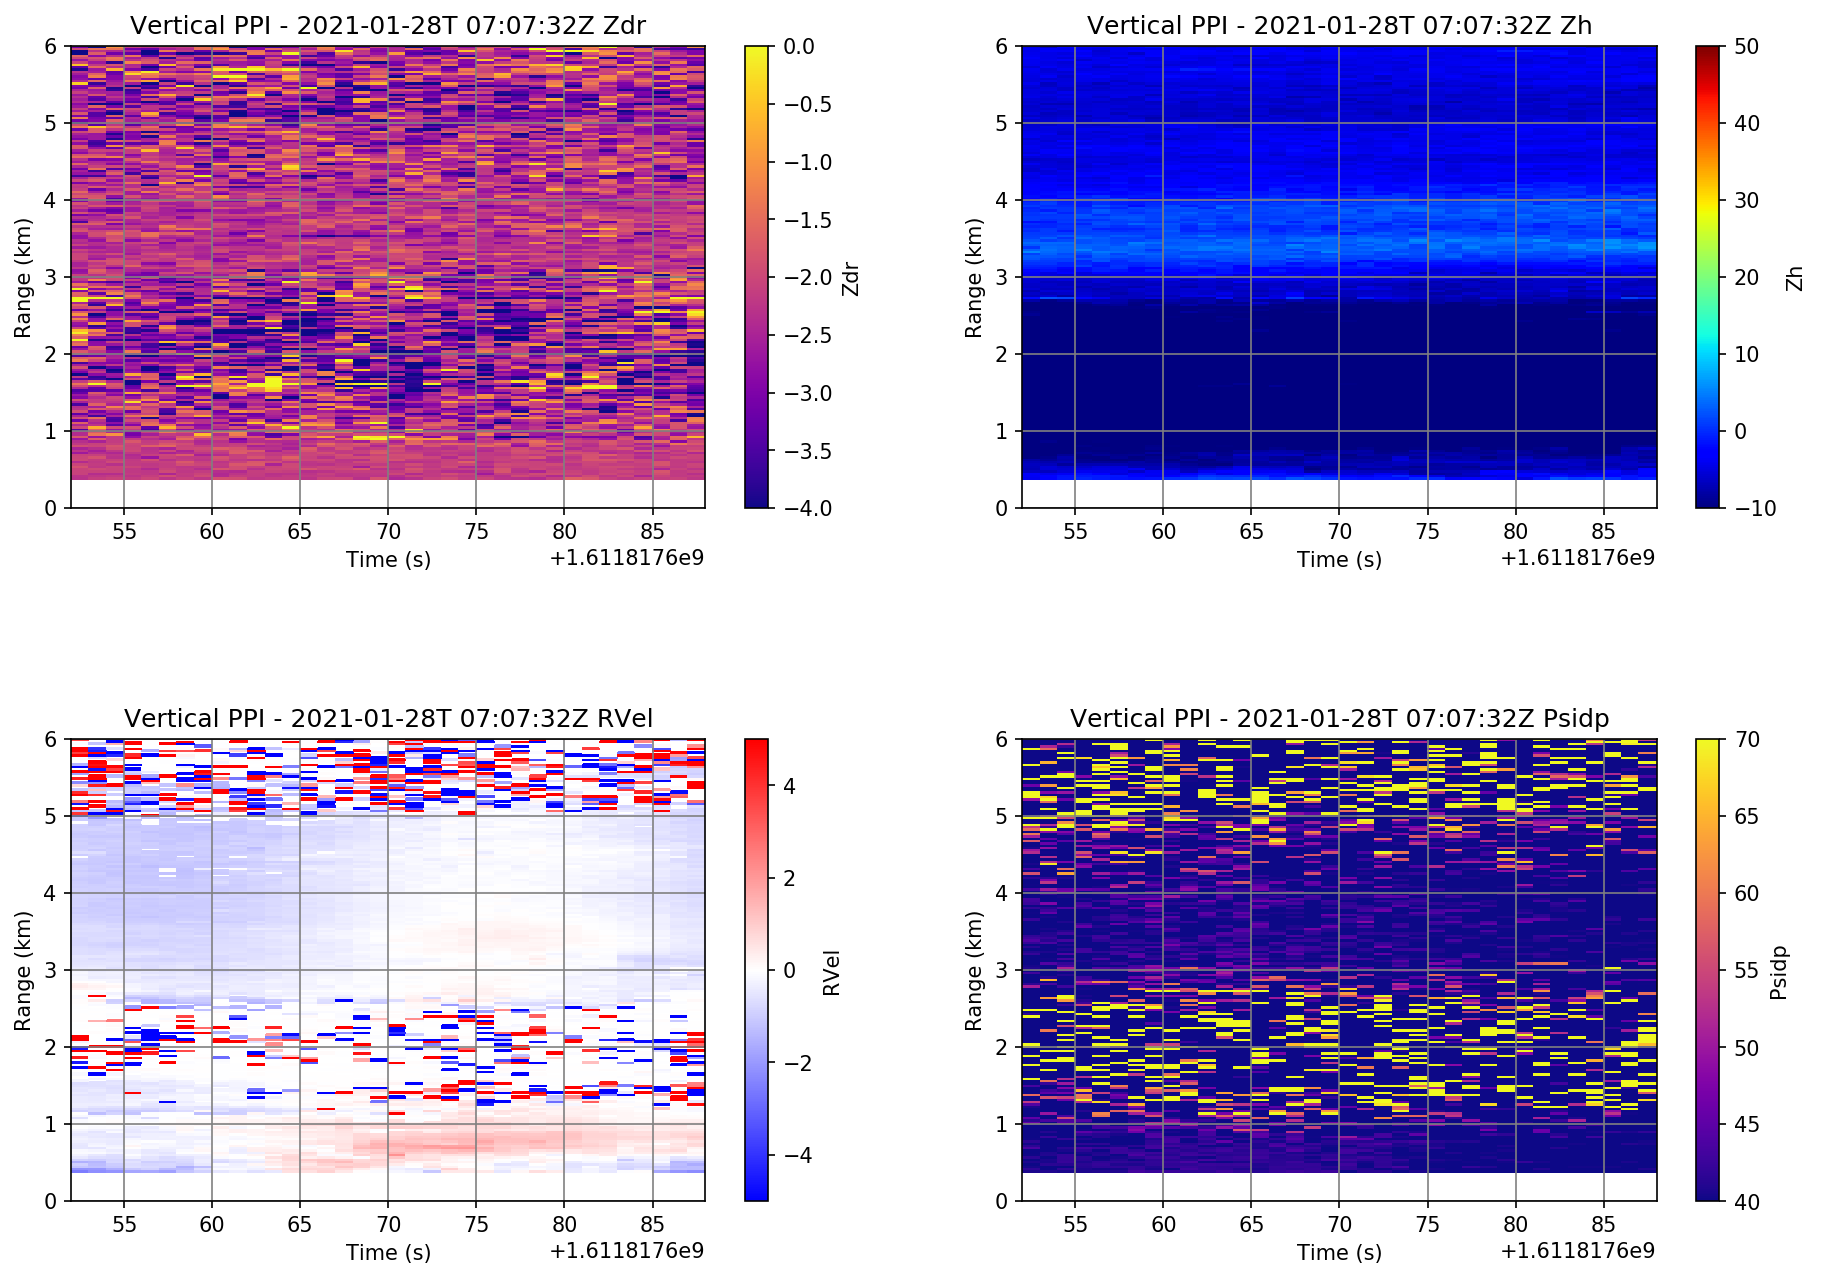 Vertical PPI - 2021-01-28T 07:07:32Z Zdr
6
5
4
3
2
1
0
Range (km)
55 60 65 70 75 80 85
Time (s)
+1.6118176e9
0.0
−0.5
−1.0
−1.5
−2.0
−2.5
−3.0
−3.5
−4.0
Zdr
Vertical PPI - 2021-01-28T 07:07:32Z Zh
6
5
4
3
2
1
0
Range (km)
55 60 65 70 75 80 85
Time (s)
+1.6118176e9
50
40
30
20
10
0
−10
Zh
Vertical PPI - 2021-01-28T 07:07:32Z RVel
6
5
4
3
2
1
0
Range (km)
55 60 65 70 75 80 85
Time (s)
+1.6118176e9
4
2
0
−2
−4
RVel
Vertical PPI - 2021-01-28T 07:07:32Z Psidp
6
5
4
3
2
1
0
Range (km)
55 60 65 70 75 80 85
Time (s)
+1.6118176e9
70
65
60
55
50
45
40
Psidp